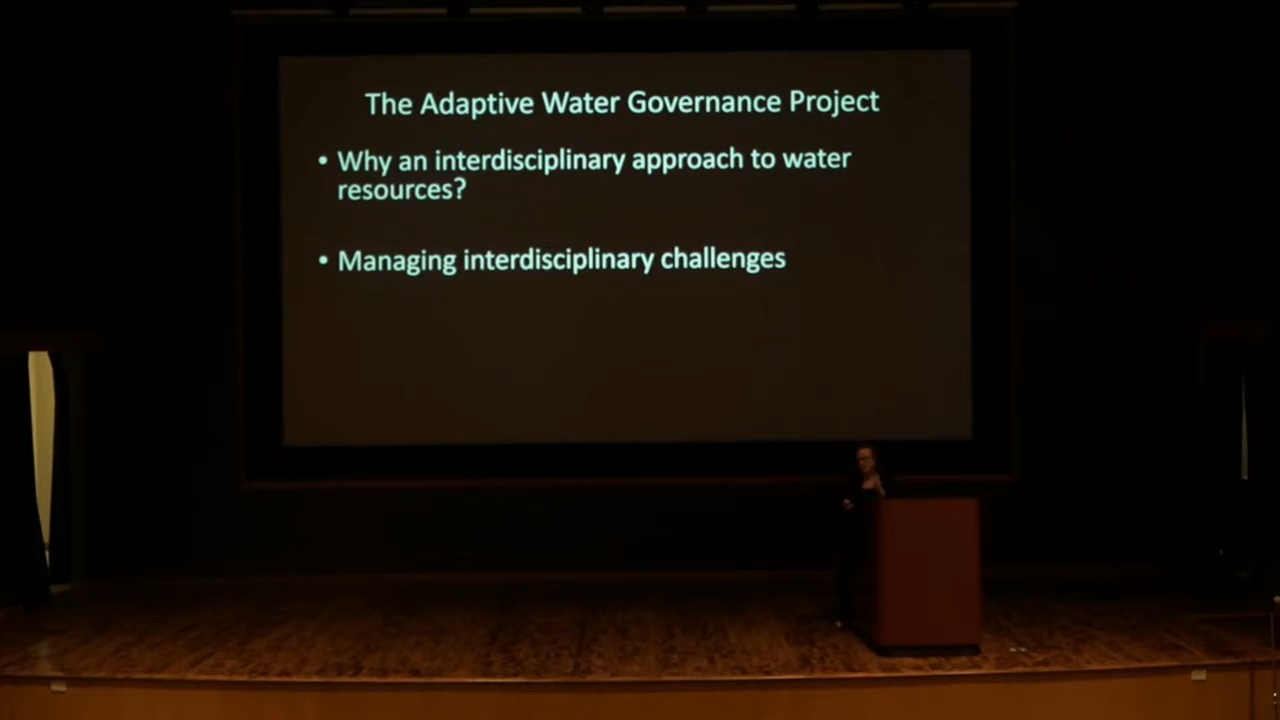 The Adaptive Water Governance Project
• Why an interdisciplinary approach to water
resources?
• Managing interdisciplinary challenges